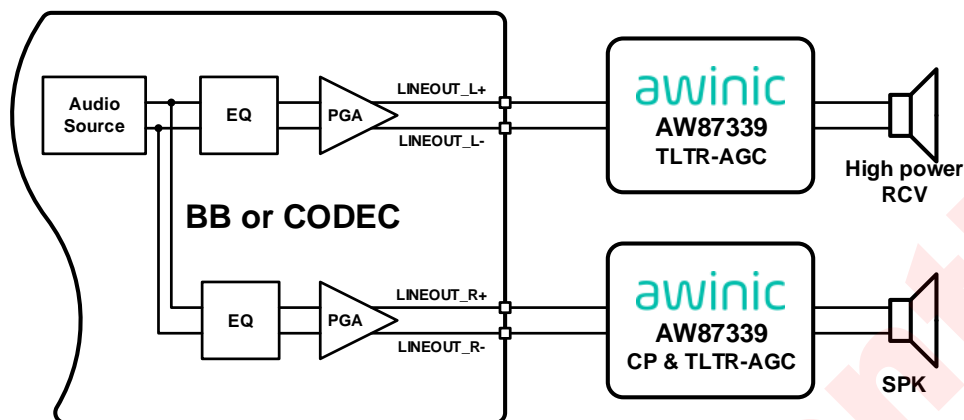 Audio
Source
EQ
PGA
LINEOUT_L+
LINEOUT_L-
awinic
AW87339
TLTR-AGC
High power
RCV
BB or CODEC
EQ
PGA
LINEOUT_R+
LINEOUT_R-
awinic
AW87339
CP & TLTR-AGC
SPK